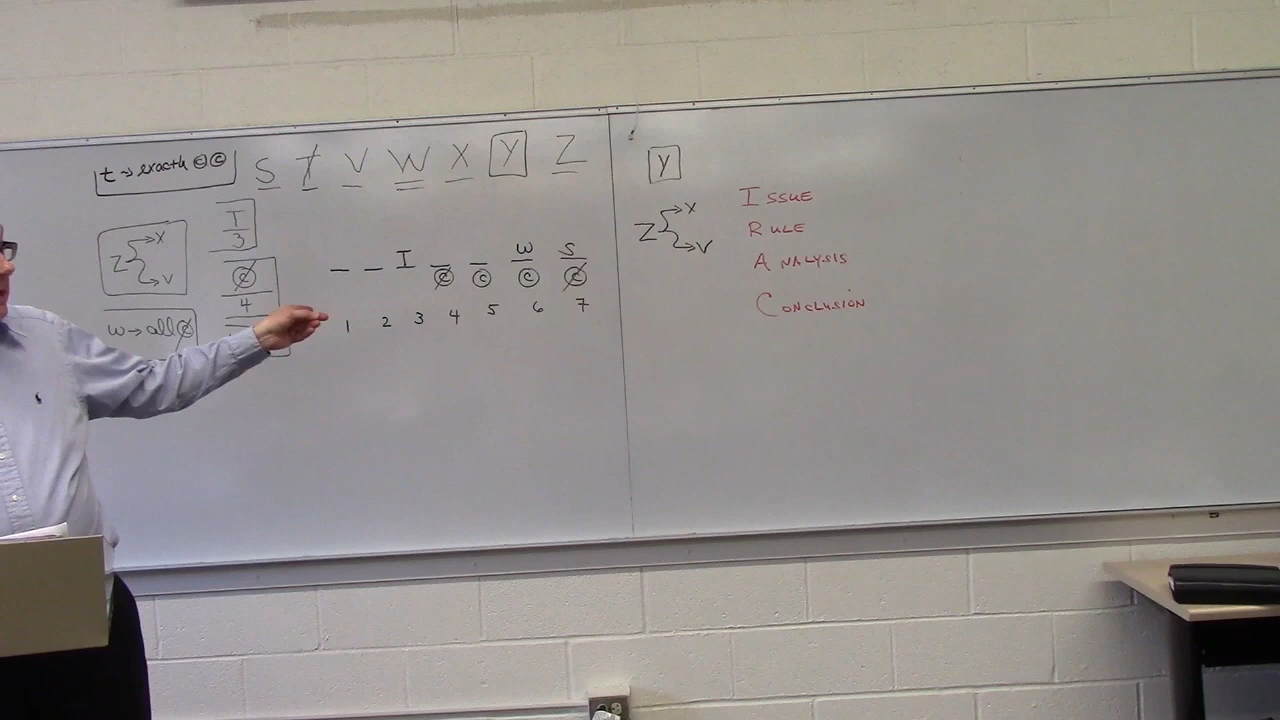 t → exactly Ⓒ Ⓒ
S T V W X Y Z
Z → X
→ V
T
3
C
4
w → all C
_ _ T _ _ W S
C Ⓒ Ⓒ C
1 2 3 4 5 6 7
Y
Z → X
→ V
ISSUE
RULE
ANALYSIS
CONCLUSION